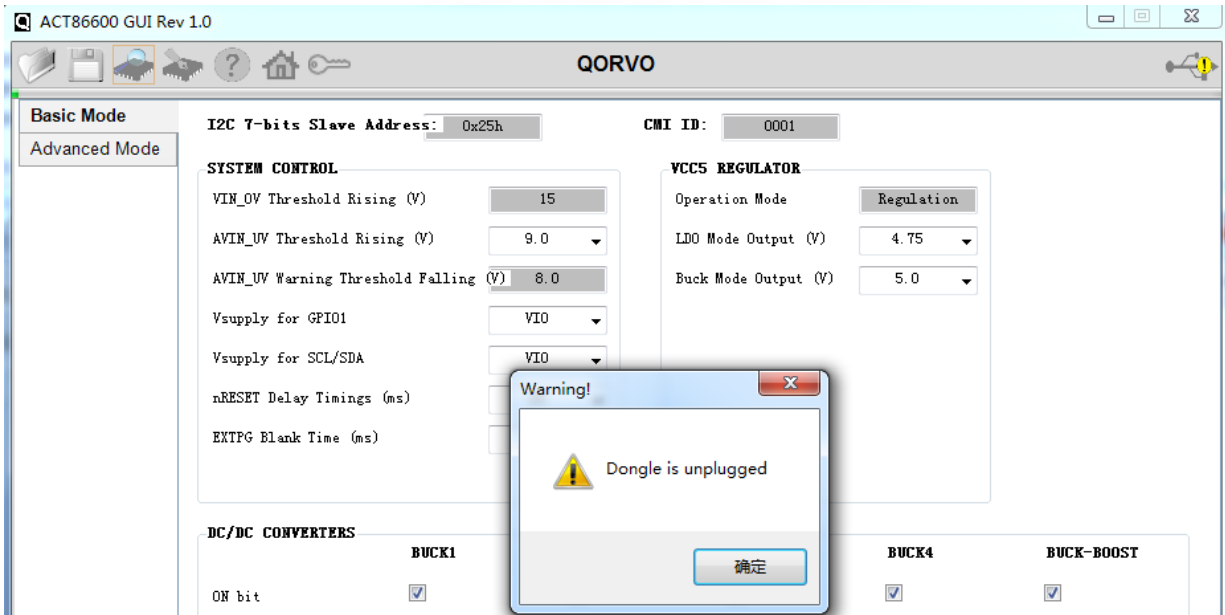 ACT86600 GUI Rev 1.0
QORVO
Basic Mode
Advanced Mode
I2C 7-bits Slave Address: 0x25h
CMI ID: 0001
SYSTEM CONTROL
VIN_OV Threshold Rising (V) 15
AVIN_UV Threshold Rising (V) 9.0
AVIN_UV Warning Threshold Falling (V) 8.0
Vsupply for GPIO1 VIO
Vsupply for SCL/SDA VIO
nRESET Delay Timings (ms)
EXTPG Blank Time (ms)
VCC5 REGULATOR
Operation Mode Regulation
LDO Mode Output (V) 4.75
Buck Mode Output (V) 5.0
Warning!
Dongle is unplugged
确定
DC/DC CONVERTERS
BUCK1 BUCK4 BUCK-BOOST
ON bit